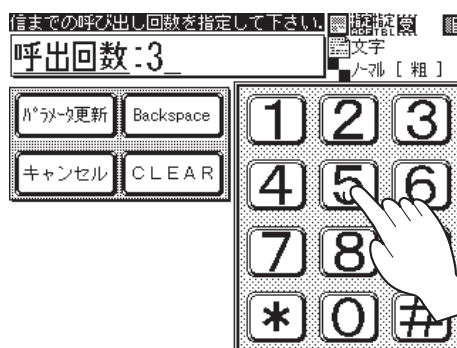 信までの呼び出し回数を指定して下さい.
文字
ノーマル [ 粗 ]
呼出回数:3_
パラメータ更新 Backspace
キャンセル CLEAR
1 2 3
4 5 6
7 8
* 0 #